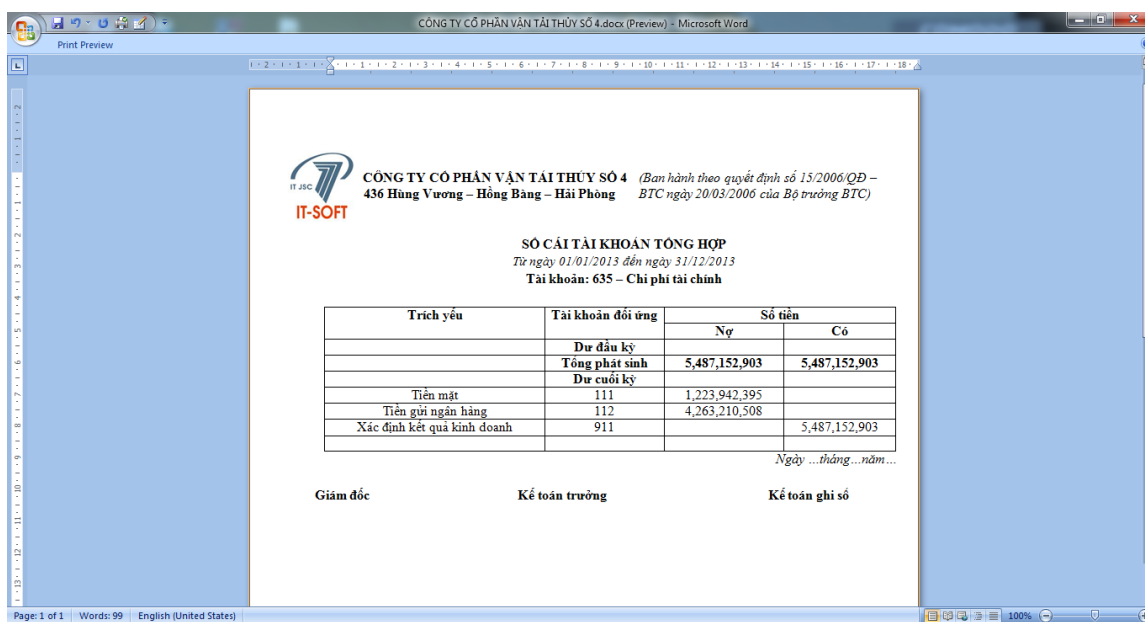 CÔNG TY CỔ PHẦN VẬN TẢI THỦY SỐ 4.docx (Preview) - Microsoft Word
Print Preview
IT JSC
IT-SOFT
CÔNG TY CỔ PHẦN VẬN TẢI THỦY SỐ 4
436 Hùng Vương – Hồng Bàng – Hải Phòng
(Ban hành theo quyết định số 15/2006/QĐ –
BTC ngày 20/03/2006 của Bộ trưởng BTC)
SỔ CÁI TÀI KHOẢN TỔNG HỢP
Từ ngày 01/01/2013 đến ngày 31/12/2013
Tài khoản: 635 – Chi phí tài chính
Trích yếu Tài khoản đối ứng Số tiền
Nợ Có
Dư đầu kỳ
Tổng phát sinh 5,487,152,903 5,487,152,903
Dư cuối kỳ
Tiền mặt 111 1,223,942,395
Tiền gửi ngân hàng 112 4,263,210,508
Xác định kết quả kinh doanh 911 5,487,152,903
Ngày …tháng…năm…
Giám đốc Kế toán trưởng Kế toán ghi sổ
Page: 1 of 1 Words: 99 English (United States) 100%